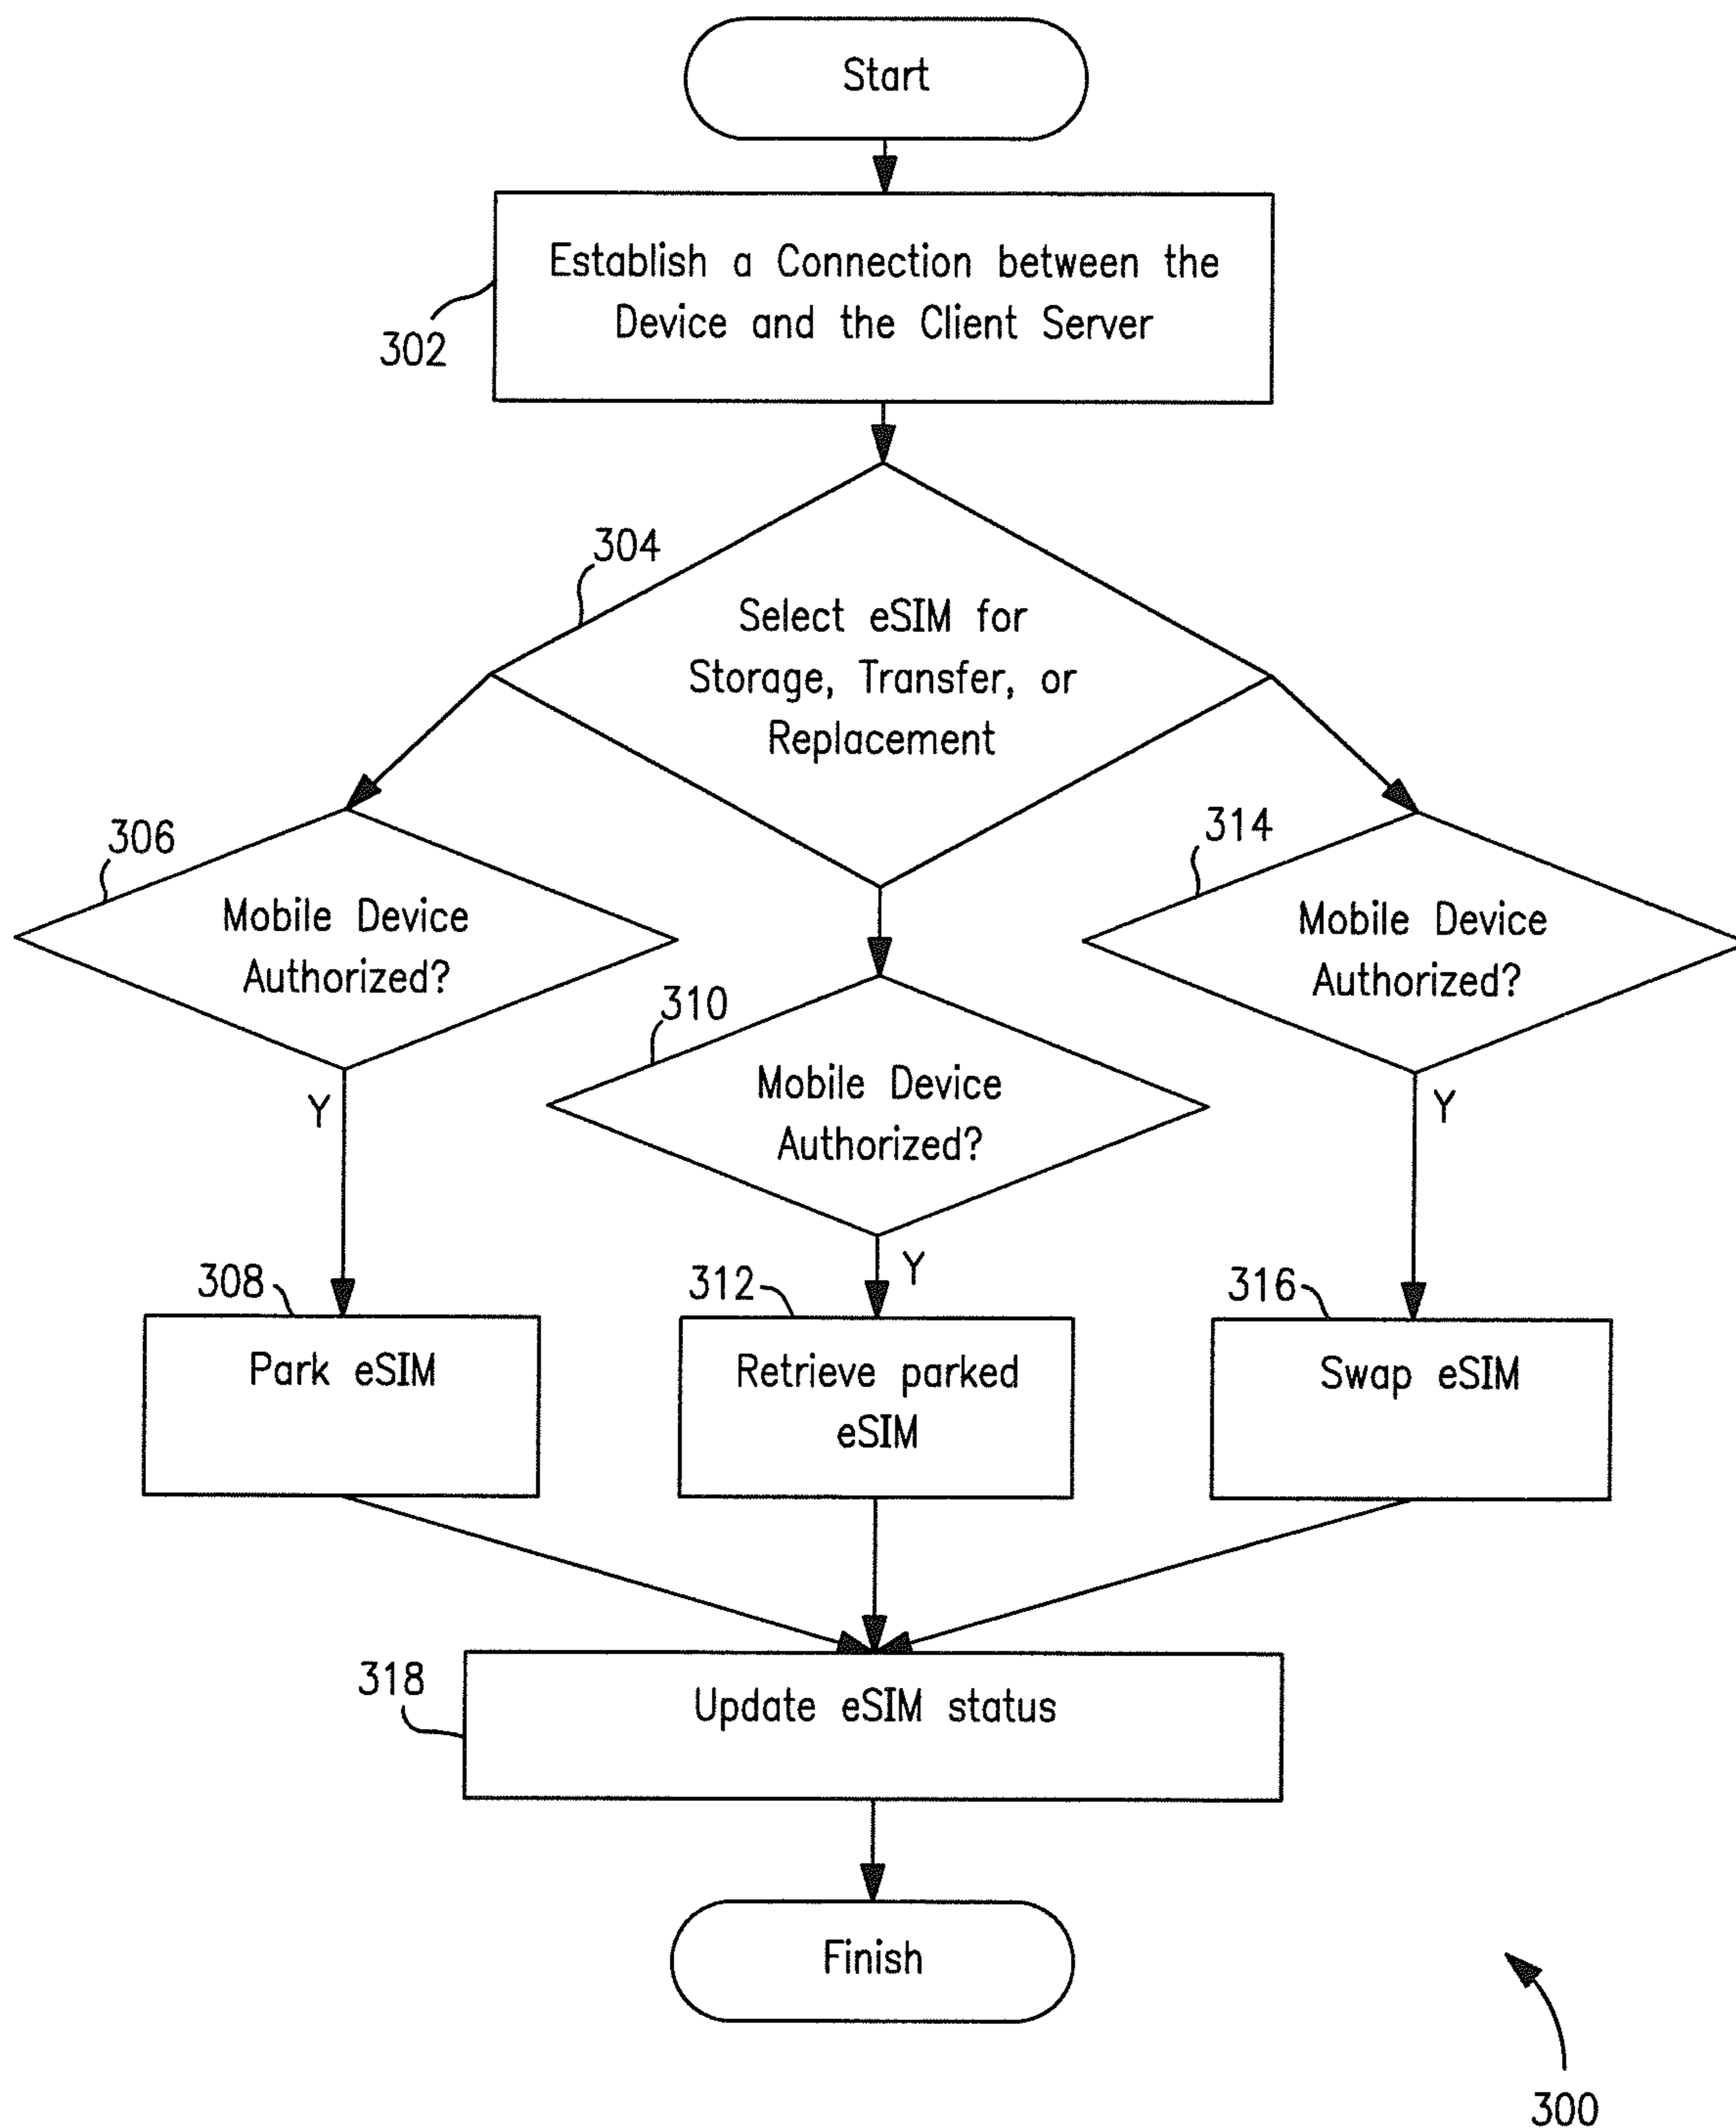 Start
Establish a Connection between the
Device and the Client Server
302
304
Select eSIM for
Storage, Transfer, or
Replacement
306
Mobile Device
Authorized?
Y
310
Mobile Device
Authorized?
Y
314
Mobile Device
Authorized?
Y
308
Park eSIM
312
Retrieve parked
eSIM
316
Swap eSIM
318
Update eSIM status
Finish
300